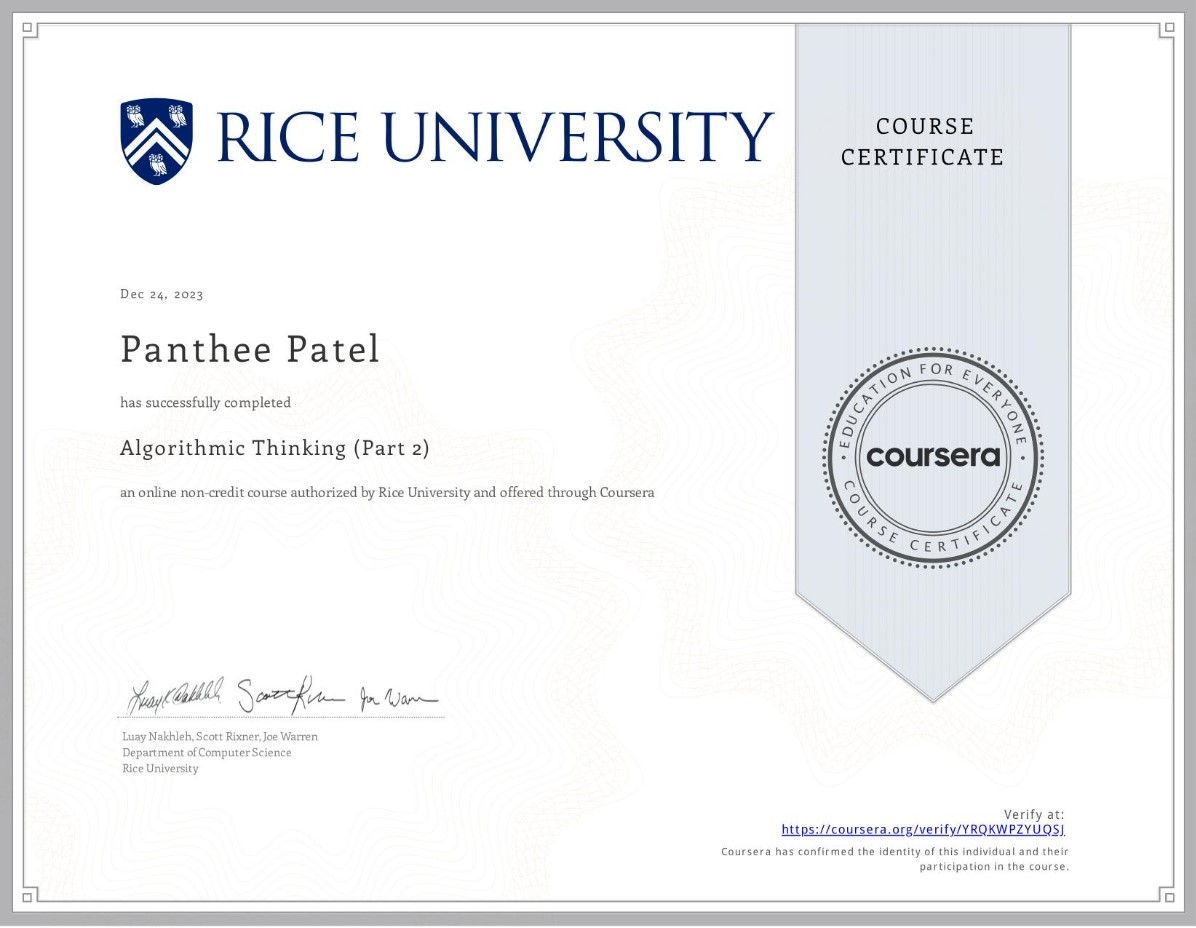 RICE UNIVERSITY
COURSE
CERTIFICATE
Dec 24, 2023
Panthee Patel
has successfully completed
Algorithmic Thinking (Part 2)
an online non-credit course authorized by Rice University and offered through Coursera
EDUCATION FOR EVERYONE
coursera
COURSE CERTIFICATE
Luay K Nakhleh Scott Rixner Joe Warren
Luay Nakhleh, Scott Rixner, Joe Warren
Department of Computer Science
Rice University
Verify at:
https://coursera.org/verify/YRQKWPZYUQSJ
Coursera has confirmed the identity of this individual and their
participation in the course.